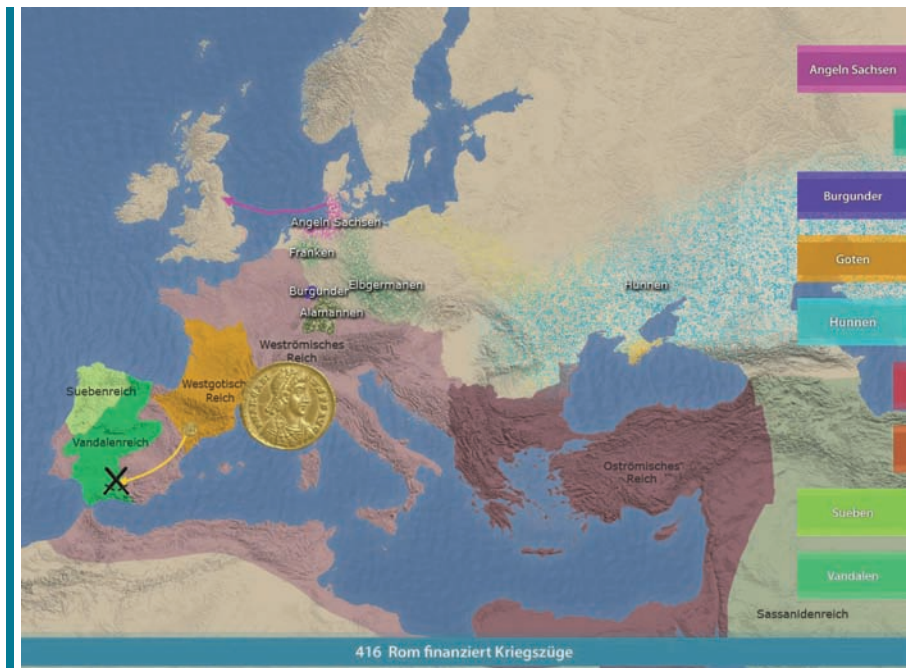 Angeln Sachsen
Burgunder
Goten
Hunnen
Sueben
Vandalen
Angeln Sachsen
Franken
Burgunder
Elbgermanen
Alamannen
Hunnen
Weströmisches
Reich
Westgotisch
Reich
Suebenreich
Vandalenreich
Oströmisches
Reich
Sassanidenreich
416 Rom finanziert Kriegszüge